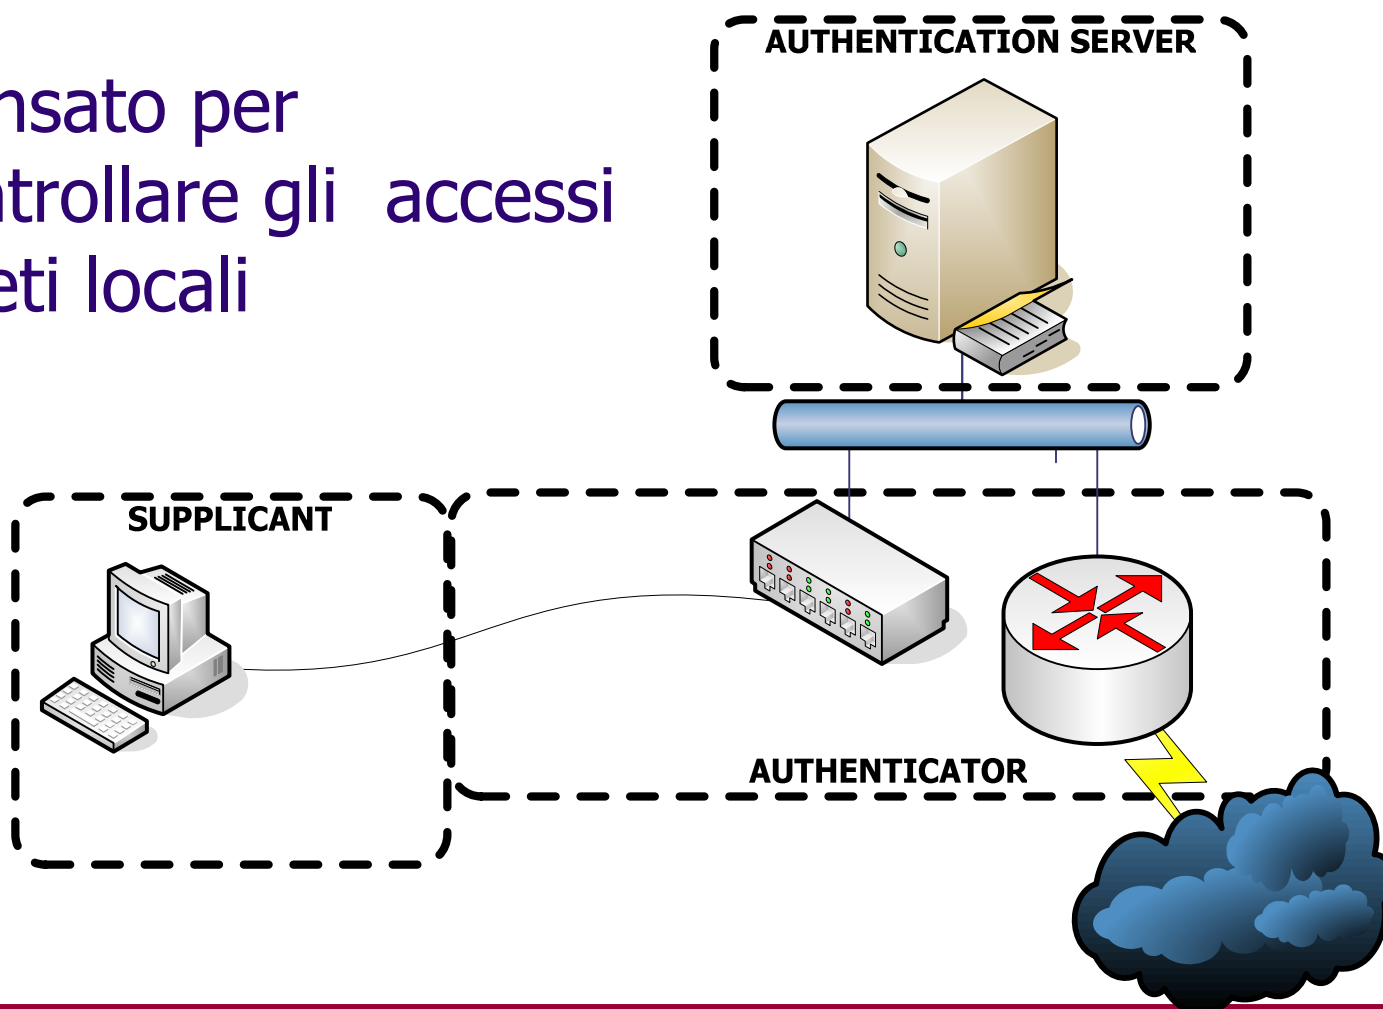 nsato per
ntrollare gli accessi
eti locali
AUTHENTICATION SERVER
SUPPLICANT
AUTHENTICATOR